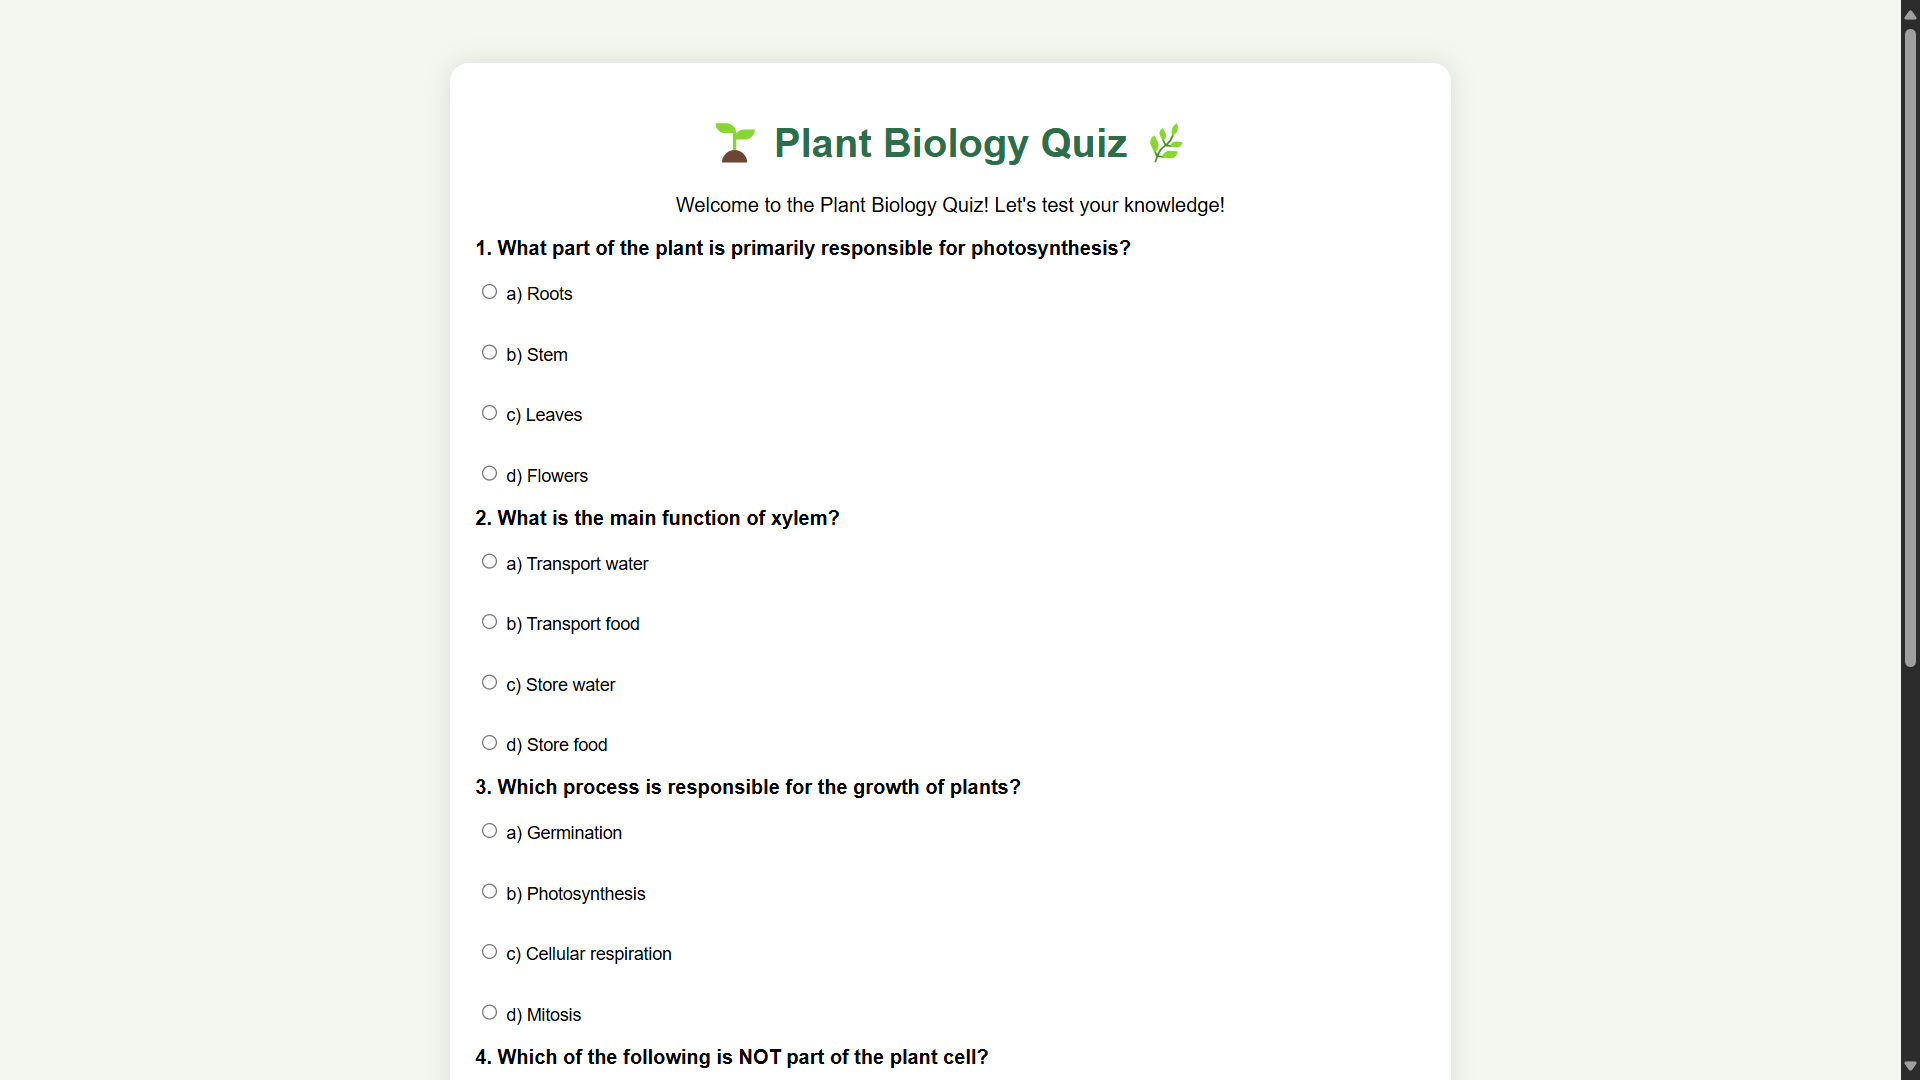 Plant Biology Quiz
Welcome to the Plant Biology Quiz! Let's test your knowledge!
1. What part of the plant is primarily responsible for photosynthesis?
a) Roots
b) Stem
c) Leaves
d) Flowers
2. What is the main function of xylem?
a) Transport water
b) Transport food
c) Store water
d) Store food
3. Which process is responsible for the growth of plants?
a) Germination
b) Photosynthesis
c) Cellular respiration
d) Mitosis
4. Which of the following is NOT part of the plant cell?